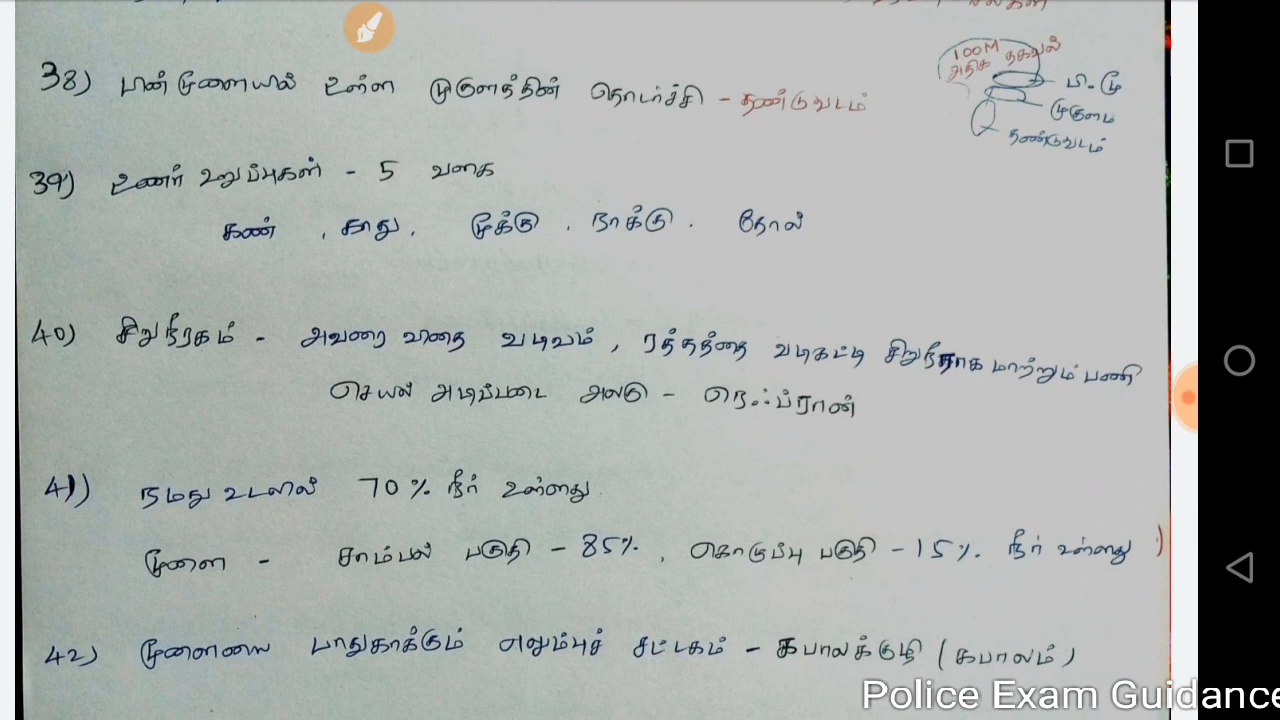 100M
அதிக தகவல்
பி.மூ
முகுளம்
தண்டுவடம்
38) பின் மூளையில் உள்ள முகுளத்தின் தொடர்ச்சி - தண்டுவடம்
39) உணர் உறுப்புகள் - 5 வகை
கண் , காது , மூக்கு . நாக்கு . தோல்
40) சிறுநீரகம் - அவரை விதை வடிவம் , ரத்தத்தை வடிகட்டி சிறுநீராக மாற்றும் பணி
செயல் அடிப்படை அலகு - நெஃப்ரான்
41) நமது உடலில் 70% நீர் உள்ளது.
மூளை - சாம்பல் பகுதி - 85% , கொழுப்பு பகுதி - 15% நீர் உள்ளது )
42) மூளையை பாதுகாக்கும் எலும்புச் சட்டகம் - கபாலக்குழி ( கபாலம் )
Police Exam Guidance